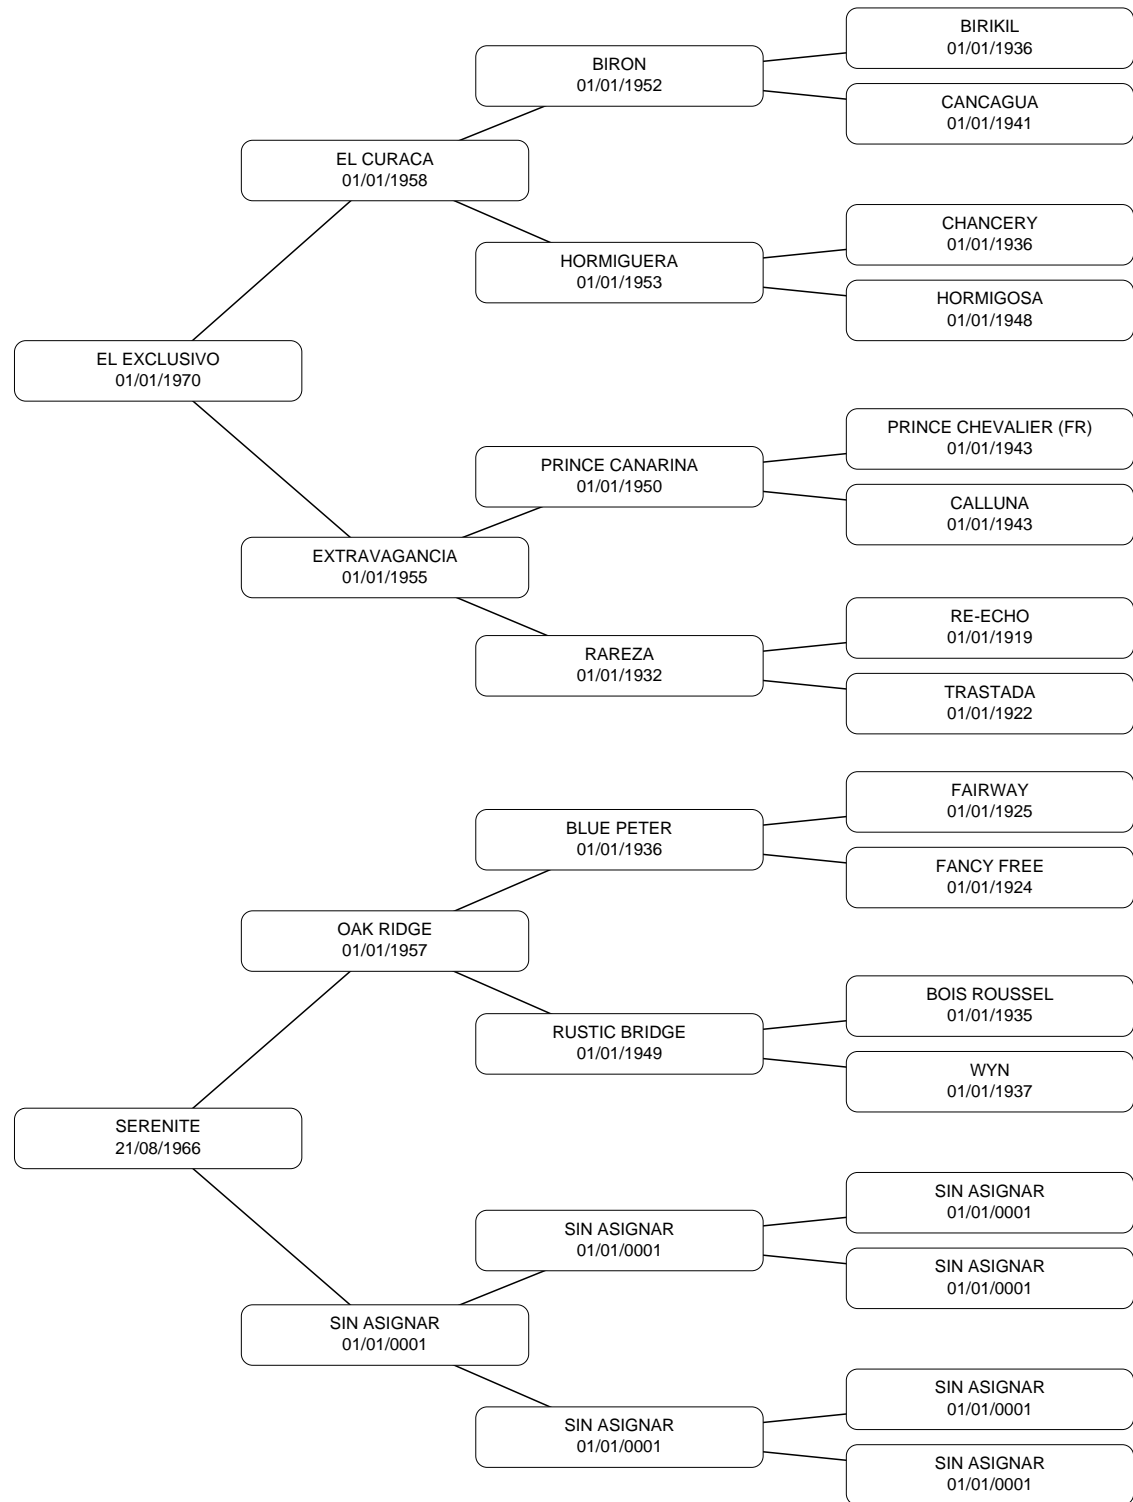 BIRIKIL
01/01/1936
BIRON
01/01/1952
CANCAGUA
01/01/1941
EL CURACA
01/01/1958
CHANCERY
01/01/1936
HORMIGUERA
01/01/1953
HORMIGOSA
01/01/1948
EL EXCLUSIVO
01/01/1970
PRINCE CHEVALIER (FR)
01/01/1943
PRINCE CANARINA
01/01/1950
CALLUNA
01/01/1943
EXTRAVAGANCIA
01/01/1955
RE-ECHO
01/01/1919
RAREZA
01/01/1932
TRASTADA
01/01/1922
FAIRWAY
01/01/1925
BLUE PETER
01/01/1936
FANCY FREE
01/01/1924
OAK RIDGE
01/01/1957
BOIS ROUSSEL
01/01/1935
RUSTIC BRIDGE
01/01/1949
WYN
01/01/1937
SERENITE
21/08/1966
SIN ASIGNAR
01/01/0001
SIN ASIGNAR
01/01/0001
SIN ASIGNAR
01/01/0001
SIN ASIGNAR
01/01/0001
SIN ASIGNAR
01/01/0001
SIN ASIGNAR
01/01/0001
SIN ASIGNAR
01/01/0001